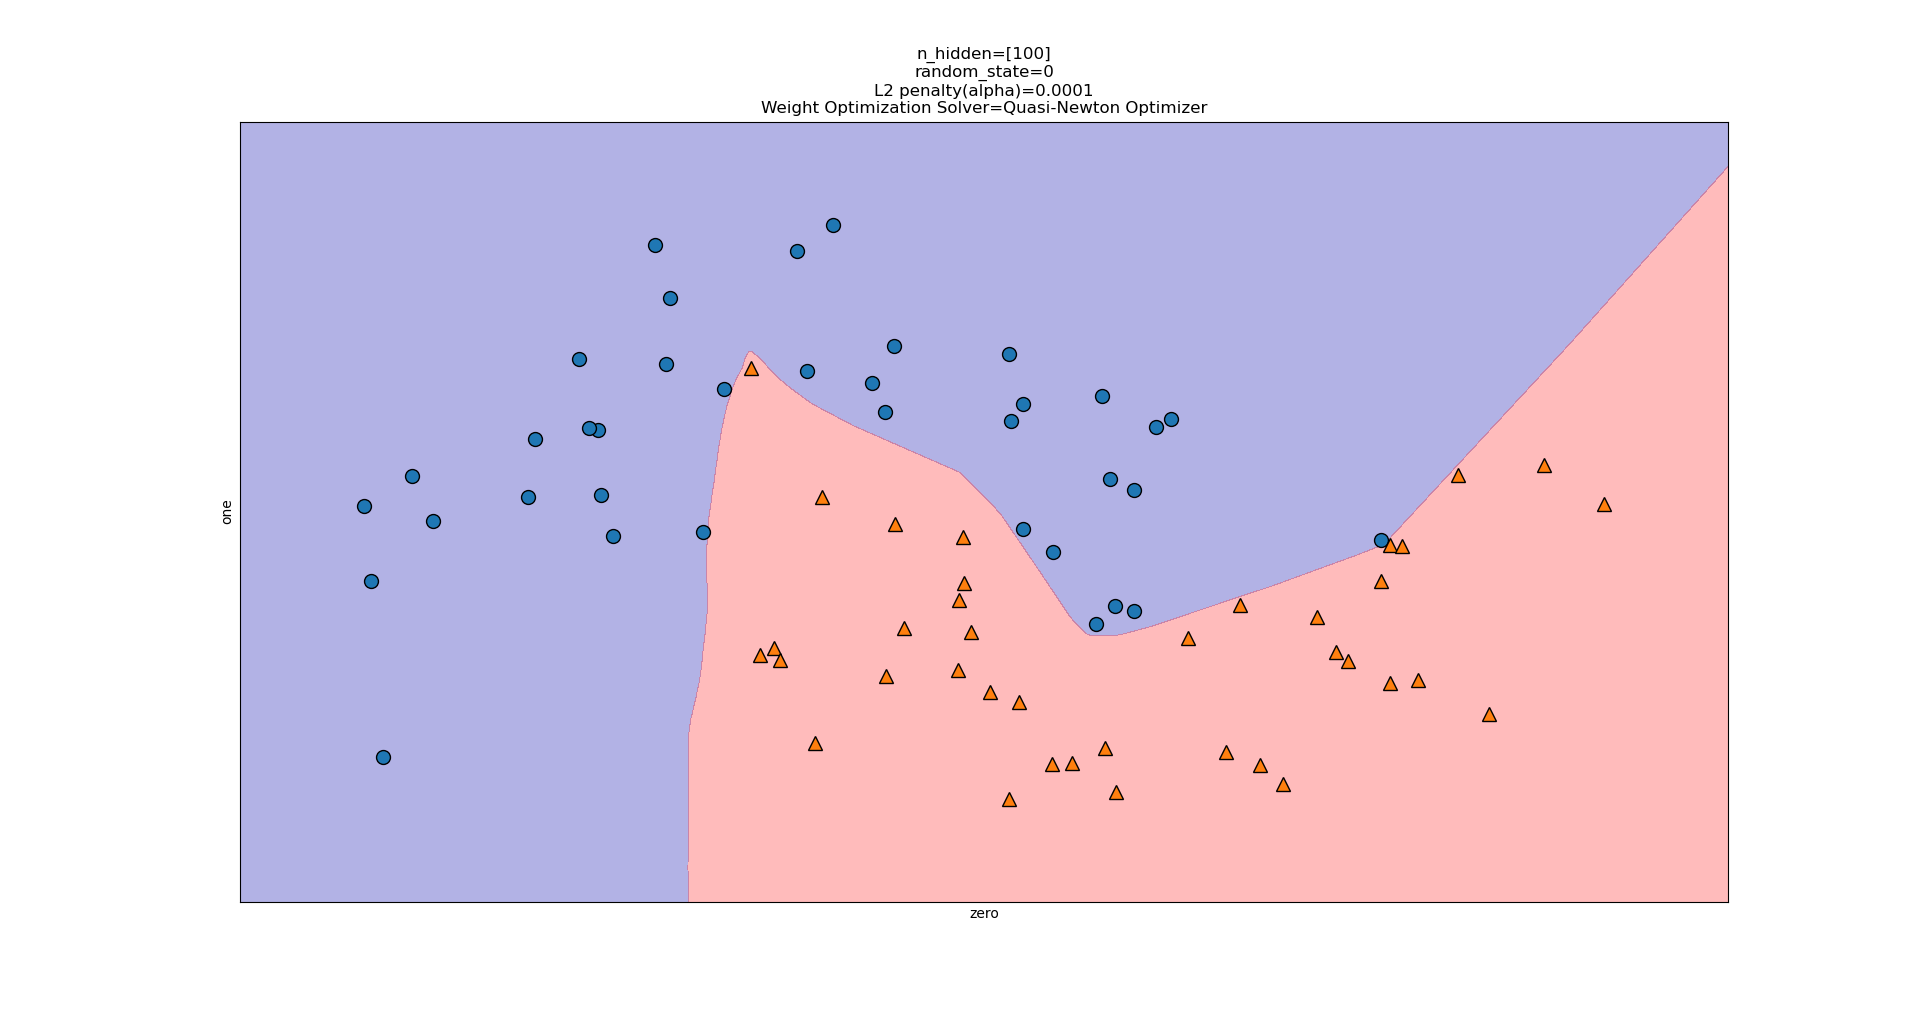 n_hidden=[100]
random_state=0
L2 penalty(alpha)=0.0001
Weight Optimization Solver=Quasi-Newton Optimizer
one
zero